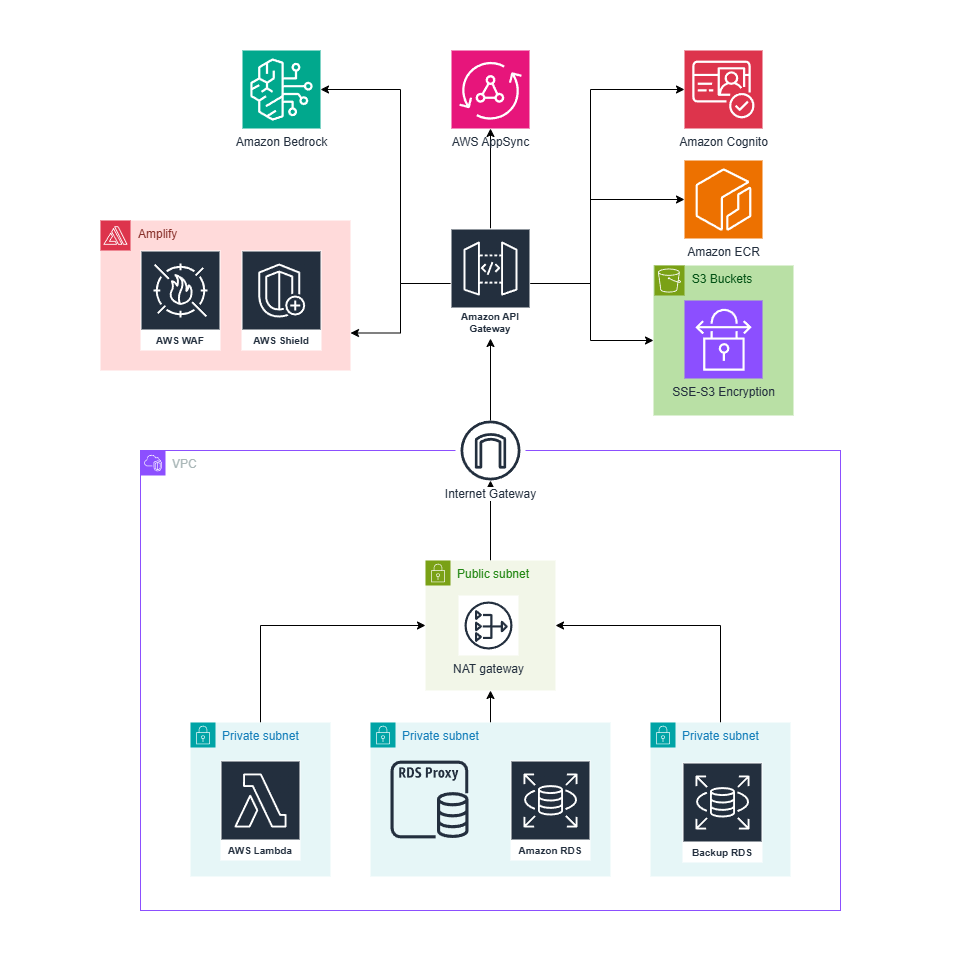 Amazon Bedrock
AWS AppSync
Amazon Cognito
Amazon ECR
Amplify
AWS WAF
AWS Shield
Amazon API
Gateway
S3 Buckets
SSE-S3 Encryption
VPC
Internet Gateway
Public subnet
NAT gateway
Private subnet
AWS Lambda
Private subnet
RDS Proxy
Amazon RDS
Private subnet
Backup RDS